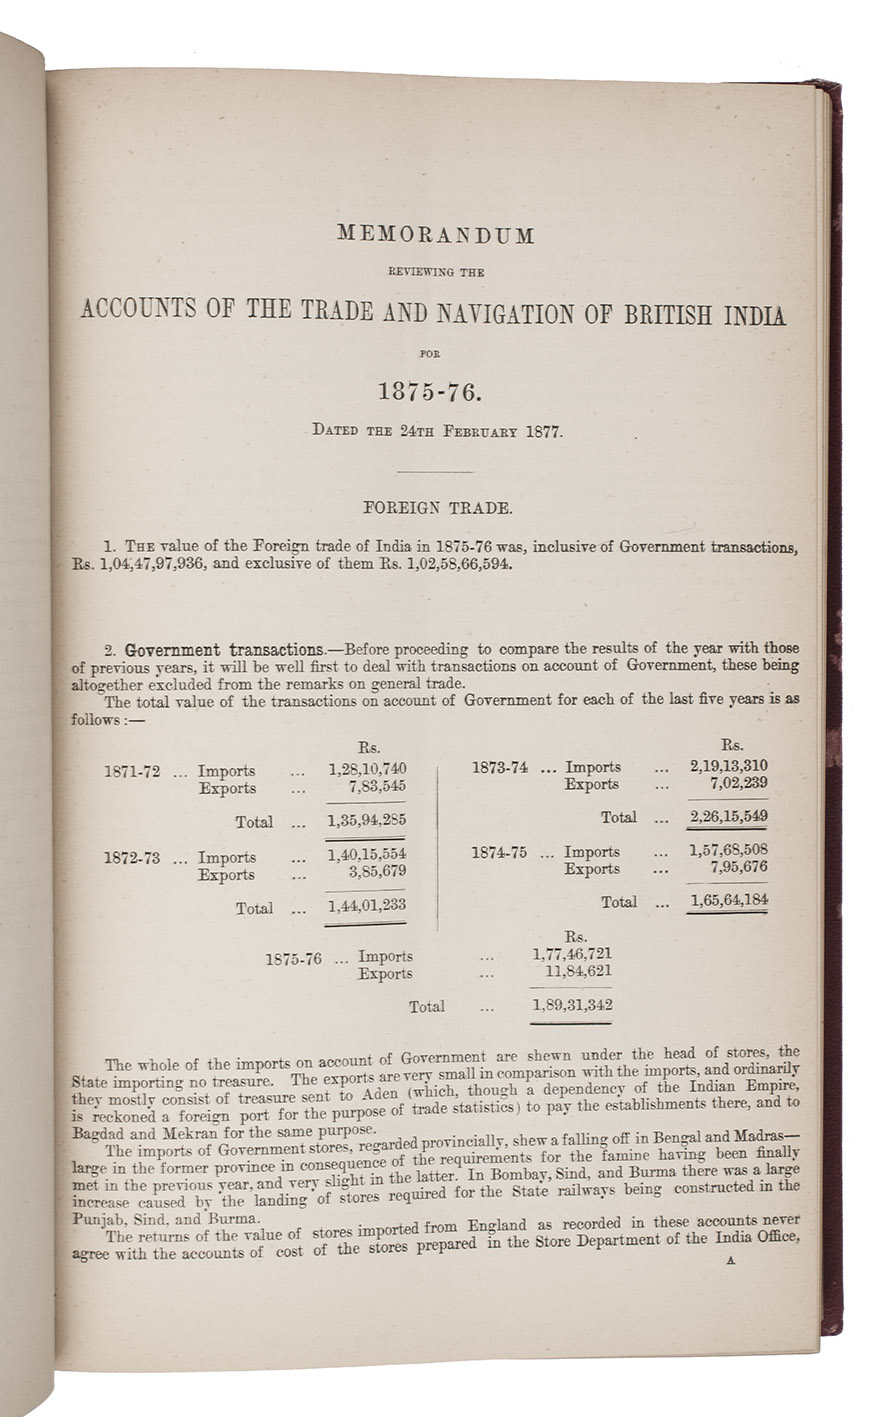 MEMORANDUM
REVIEWING THE
ACCOUNTS OF THE TRADE AND NAVIGATION OF BRITISH INDIA
FOR
1875-76.
DATED THE 24TH FEBRUARY 1877.
FOREIGN TRADE.
1. THE value of the Foreign trade of India in 1875-76 was, inclusive of Government transactions,
Rs. 1,04,47,97,936, and exclusive of them Rs. 1,02,58,66,594.
2. Government transactions.—Before proceeding to compare the results of the year with those
of previous years, it will be well first to deal with transactions on account of Government, these being
altogether excluded from the remarks on general trade.
The total value of the transactions on account of Government for each of the last five years is as
follows :—
Rs.
1871-72 ... Imports ... 1,28,10,740
Exports ... 7,83,545
Total ... 1,35,94,285
1872-73 ... Imports ... 1,40,15,554
Exports ... 3,85,679
Total ... 1,44,01,233
Rs.
1873-74 ... Imports ... 2,19,13,310
Exports ... 7,02,239
Total ... 2,26,15,549
1874-75 ... Imports ... 1,57,68,508
Exports ... 7,95,676
Total ... 1,65,64,184
Rs.
1875-76 ... Imports ... 1,77,46,721
Exports ... 11,84,621
Total ... 1,89,31,342
The whole of the imports on account of Government are shewn under the head of stores, the
State importing no treasure. The exports are very small in comparison with the imports, and ordinarily
they mostly consist of treasure sent to Aden (which, though a dependency of the Indian Empire,
is reckoned a foreign port for the purpose of trade statistics) to pay the establishments there, and to
Bagdad and Mekran for the same purpose.
The imports of Government stores, regarded provincially, shew a falling off in Bengal and Madras—
large in the former province in consequence of the requirements for the famine having been finally
met in the previous year, and very slight in the latter. In Bombay, Sind, and Burma there was a large
increase caused by the landing of stores required for the State railways being constructed in the
Punjab, Sind, and Burma.
The returns of the value of stores imported from England as recorded in these accounts never
agree with the accounts of cost of the stores prepared in the Store Department of the India Office,
A